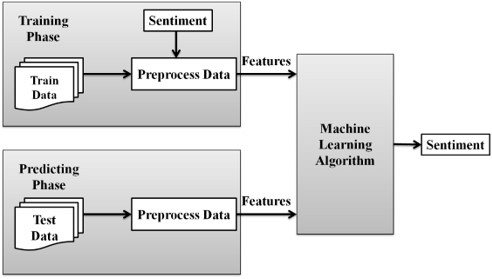 Training
Phase
Sentiment
Train
Data
Preprocess Data
Features
Machine
Learning
Algorithm
Sentiment
Predicting
Phase
Test
Data
Preprocess Data
Features